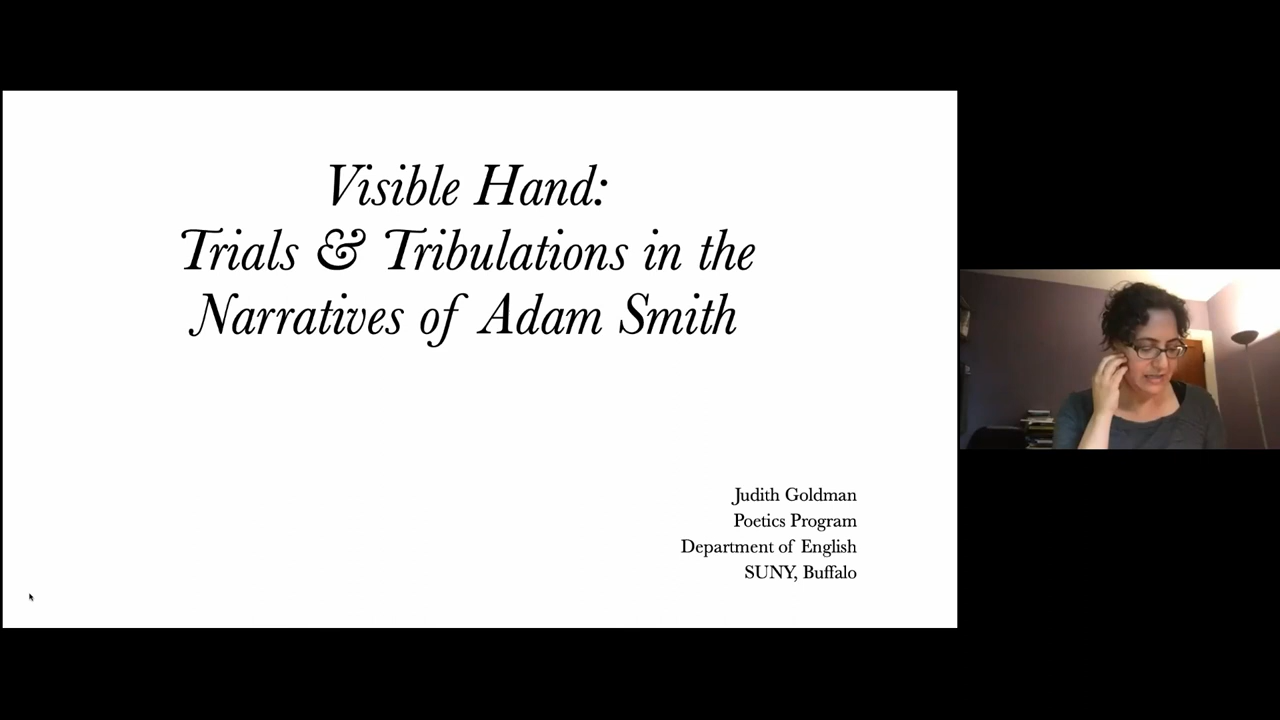 Visible Hand:
Trials & Tribulations in the
Narratives of Adam Smith
Judith Goldman
Poetics Program
Department of English
SUNY, Buffalo